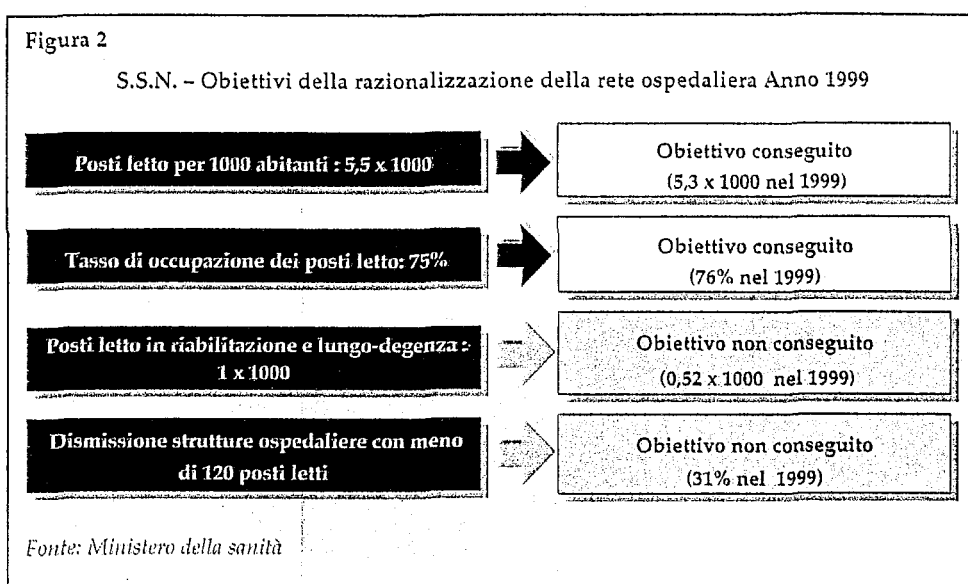 Figura 2
S.S.N. – Obiettivi della razionalizzazione della rete ospedaliera Anno 1999
Posti letto per 1000 abitanti : 5,5 x 1000
Obiettivo conseguito
(5,3 x 1000 nel 1999)
Tasso di occupazione dei posti letto: 75%
Obiettivo conseguito
(76% nel 1999)
Posti letto in riabilitazione e lungo-degenza :
1 x 1000
Obiettivo non conseguito
(0,52 x 1000 nel 1999)
Dismissione strutture ospedaliere con meno
di 120 posti letti
Obiettivo non conseguito
(31% nel 1999)
Fonte: Ministero della sanità